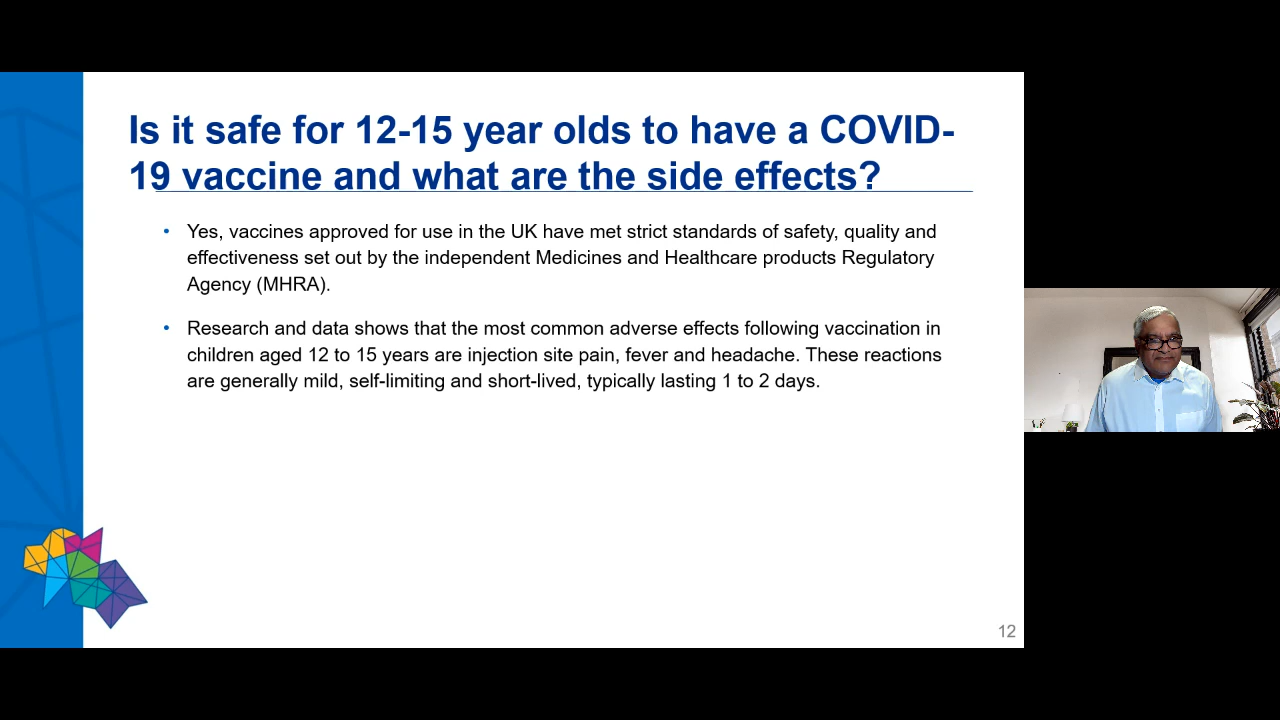 Is it safe for 12-15 year olds to have a COVID-
19 vaccine and what are the side effects?
• Yes, vaccines approved for use in the UK have met strict standards of safety, quality and
effectiveness set out by the independent Medicines and Healthcare products Regulatory
Agency (MHRA).
• Research and data shows that the most common adverse effects following vaccination in
children aged 12 to 15 years are injection site pain, fever and headache. These reactions
are generally mild, self-limiting and short-lived, typically lasting 1 to 2 days.
12